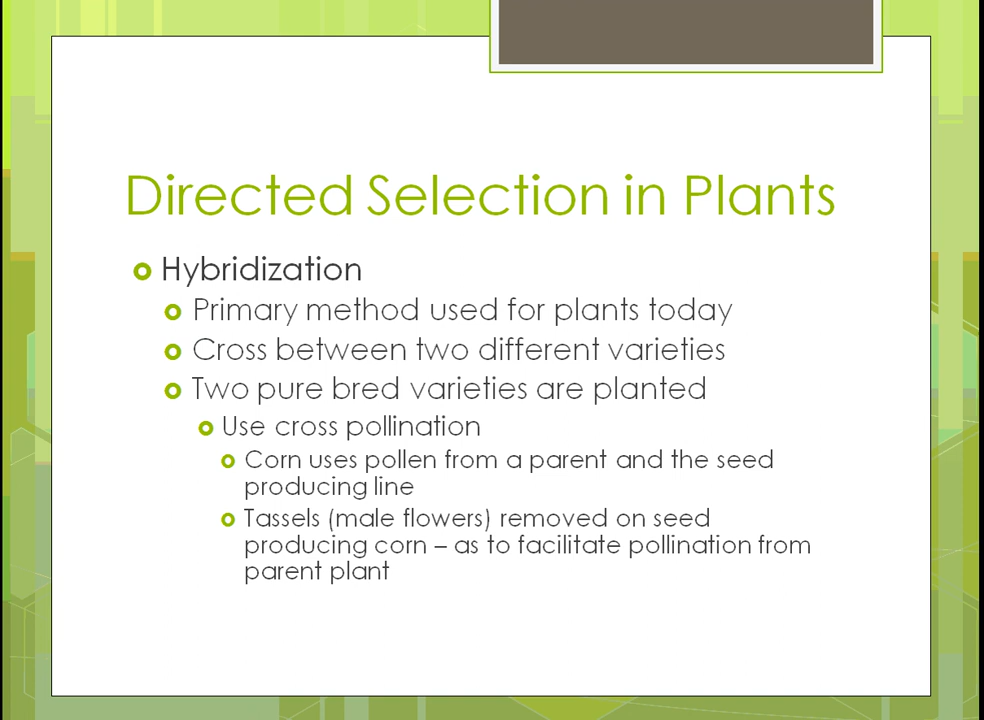 Directed Selection in Plants
Hybridization
Primary method used for plants today
Cross between two different varieties
Two pure bred varieties are planted
Use cross pollination
Corn uses pollen from a parent and the seed
producing line
Tassels (male flowers) removed on seed
producing corn – as to facilitate pollination from
parent plant